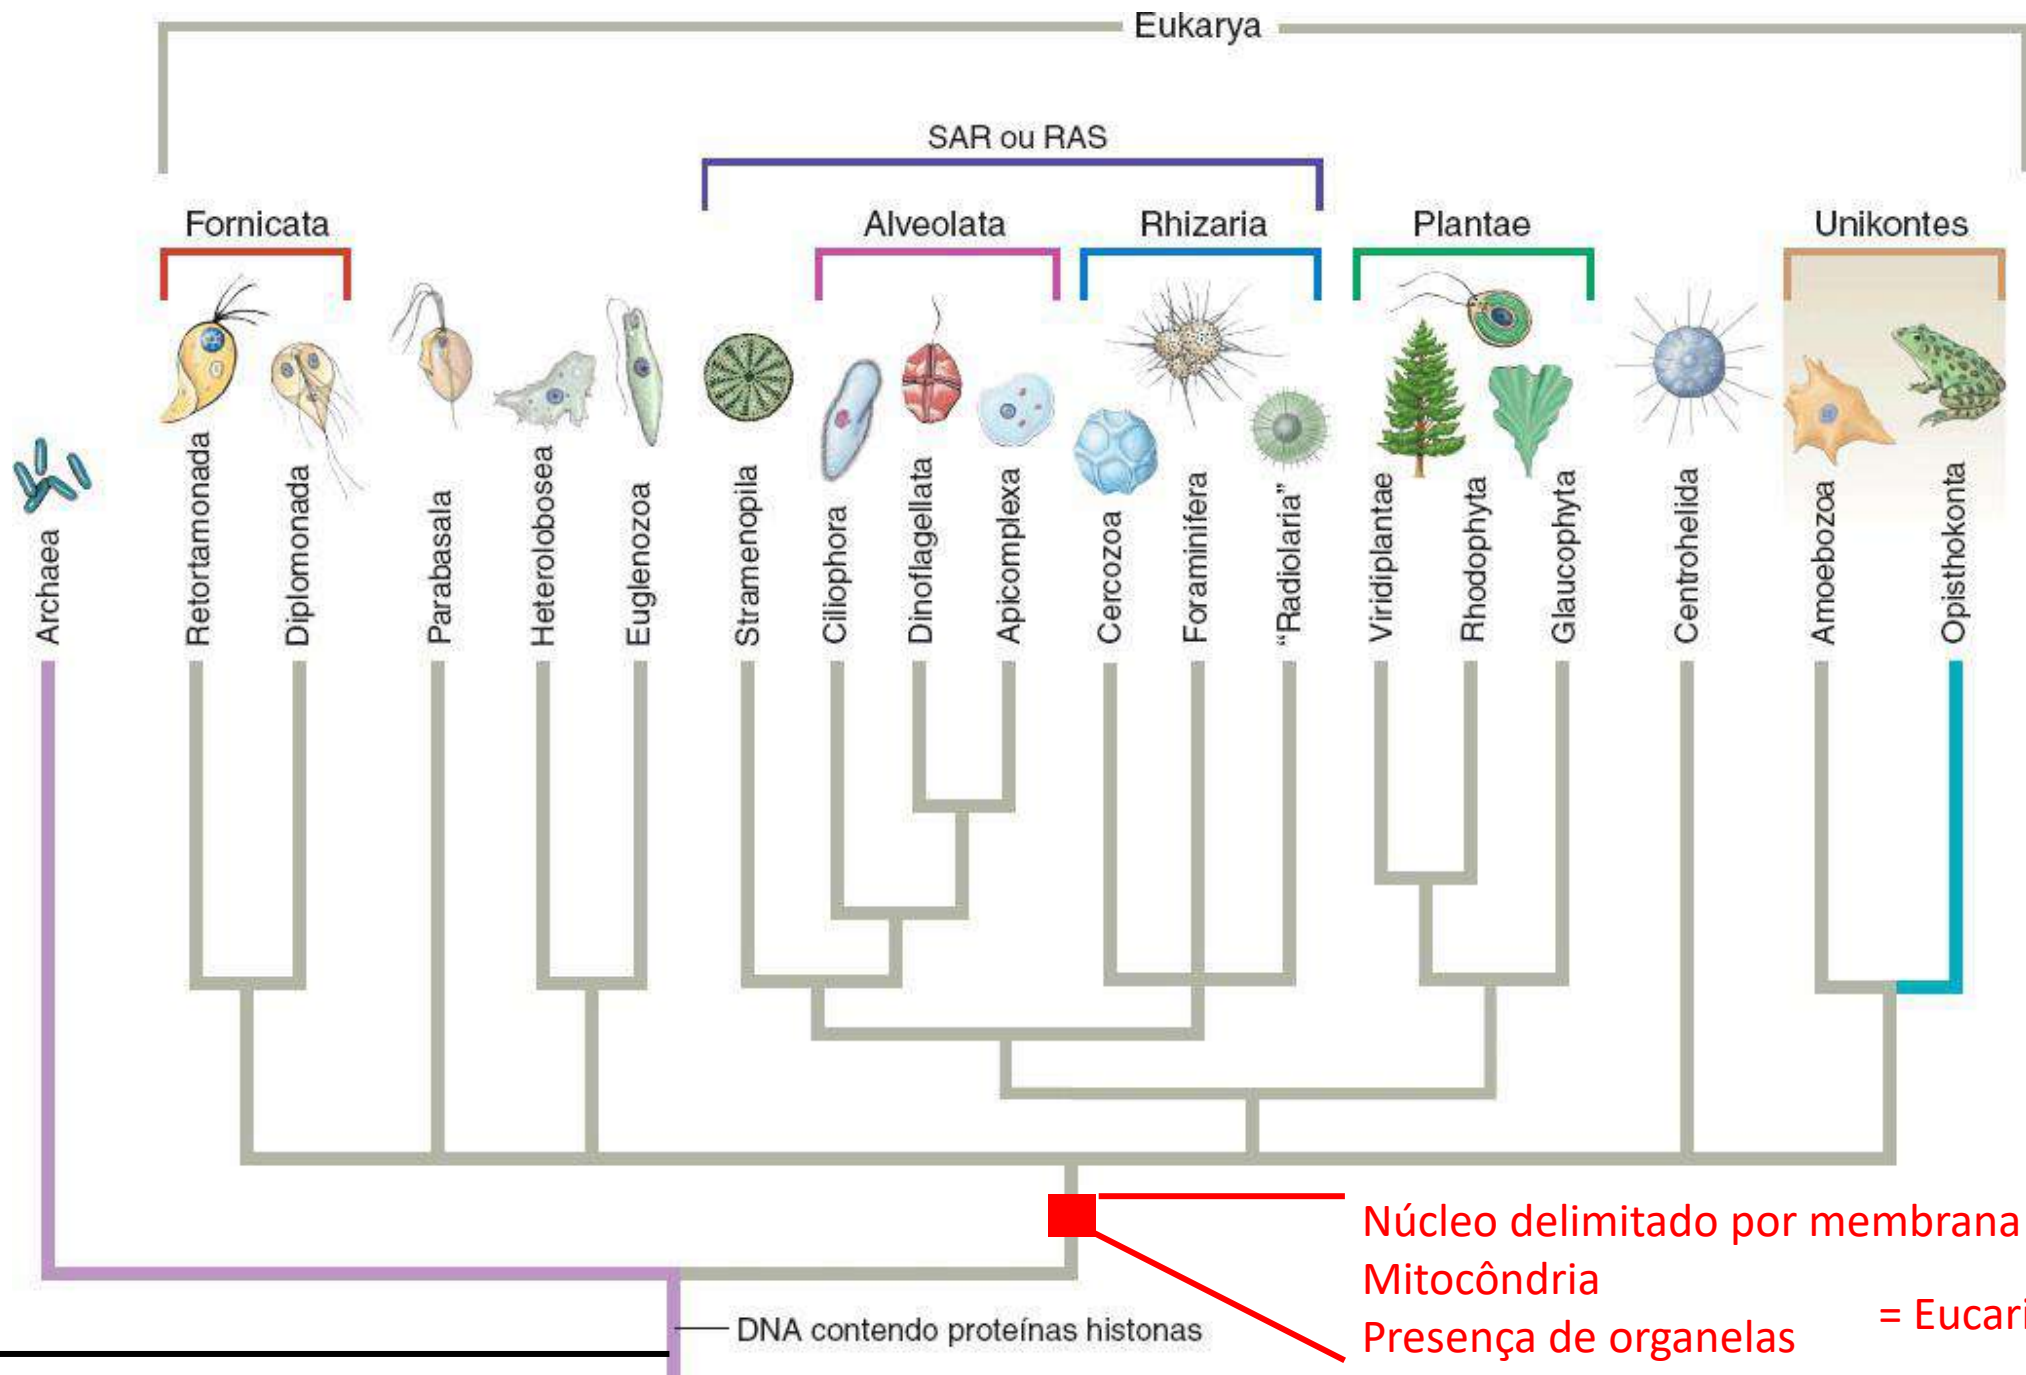 Eukarya
SAR ou RAS
Fornicata
Alveolata
Rhizaria
Plantae
Unikontes
Archaea
Retortamonada
Diplomonada
Parabasala
Heterolobosea
Euglenozoa
Stramenopila
Ciliophora
Dinoflagellata
Apicomplexa
Cercozoa
Foraminifera
“Radiolaria”
Viridiplantae
Rhodophyta
Glaucophyta
Centrohelida
Amoebozoa
Opisthokonta
Núcleo delimitado por membrana
Mitocôndria
Presença de organelas
= Eucari
DNA contendo proteínas histonas